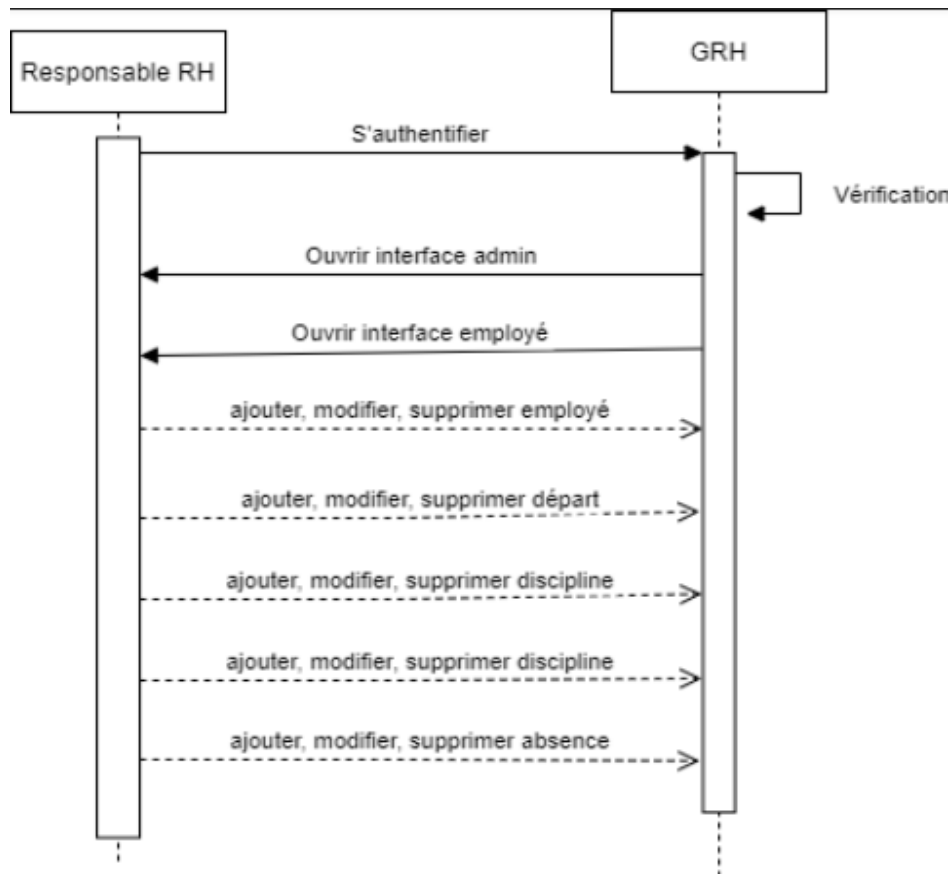 Responsable RH
GRH
S'authentifier
Vérification
Ouvrir interface admin
Ouvrir interface employé
ajouter, modifier, supprimer employé
ajouter, modifier, supprimer départ
ajouter, modifier, supprimer discipline
ajouter, modifier, supprimer discipline
ajouter, modifier, supprimer absence